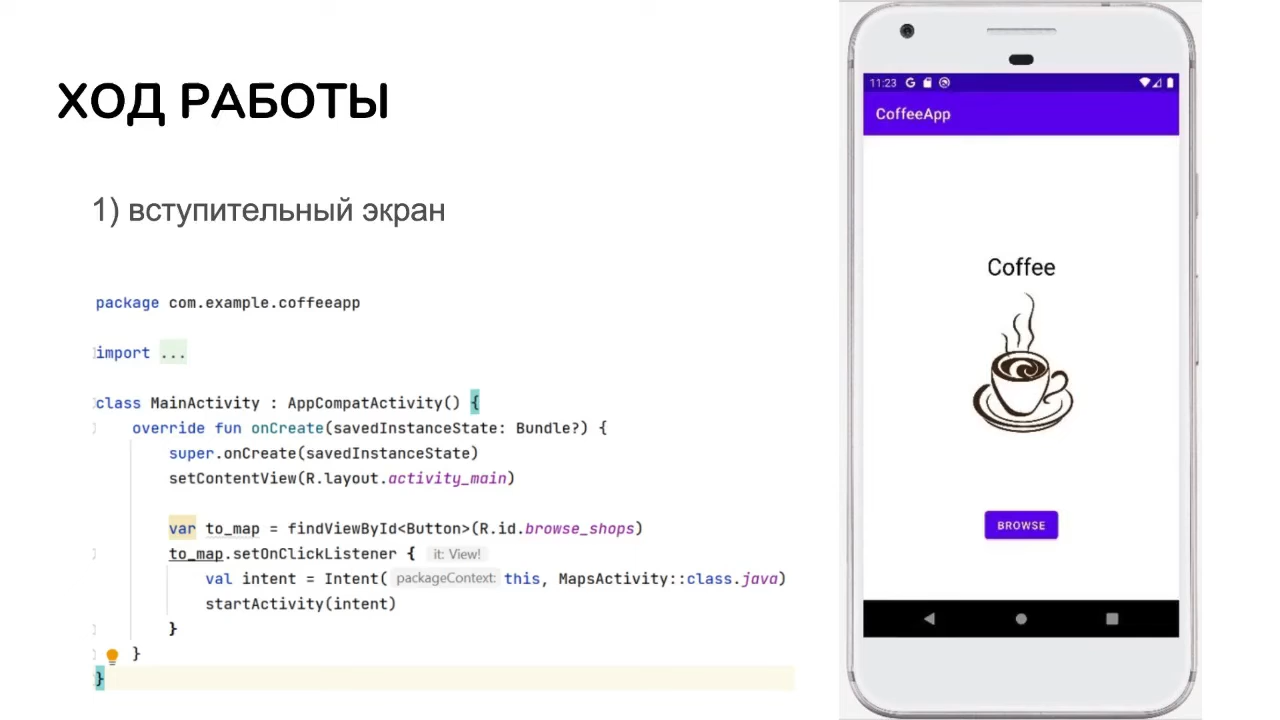 ХОД РАБОТЫ
1) вступительный экран
package com.example.coffeeapp
import ...
class MainActivity : AppCompatActivity() {
override fun onCreate(savedInstanceState: Bundle?) {
super.onCreate(savedInstanceState)
setContentView(R.layout.activity_main)
var to_map = findViewById<Button>(R.id.browse_shops)
to_map.setOnClickListener { it: View!
val intent = Intent( packageContext: this, MapsActivity::class.java)
startActivity(intent)
}
}
}
11:23
CoffeeApp
Coffee
BROWSE